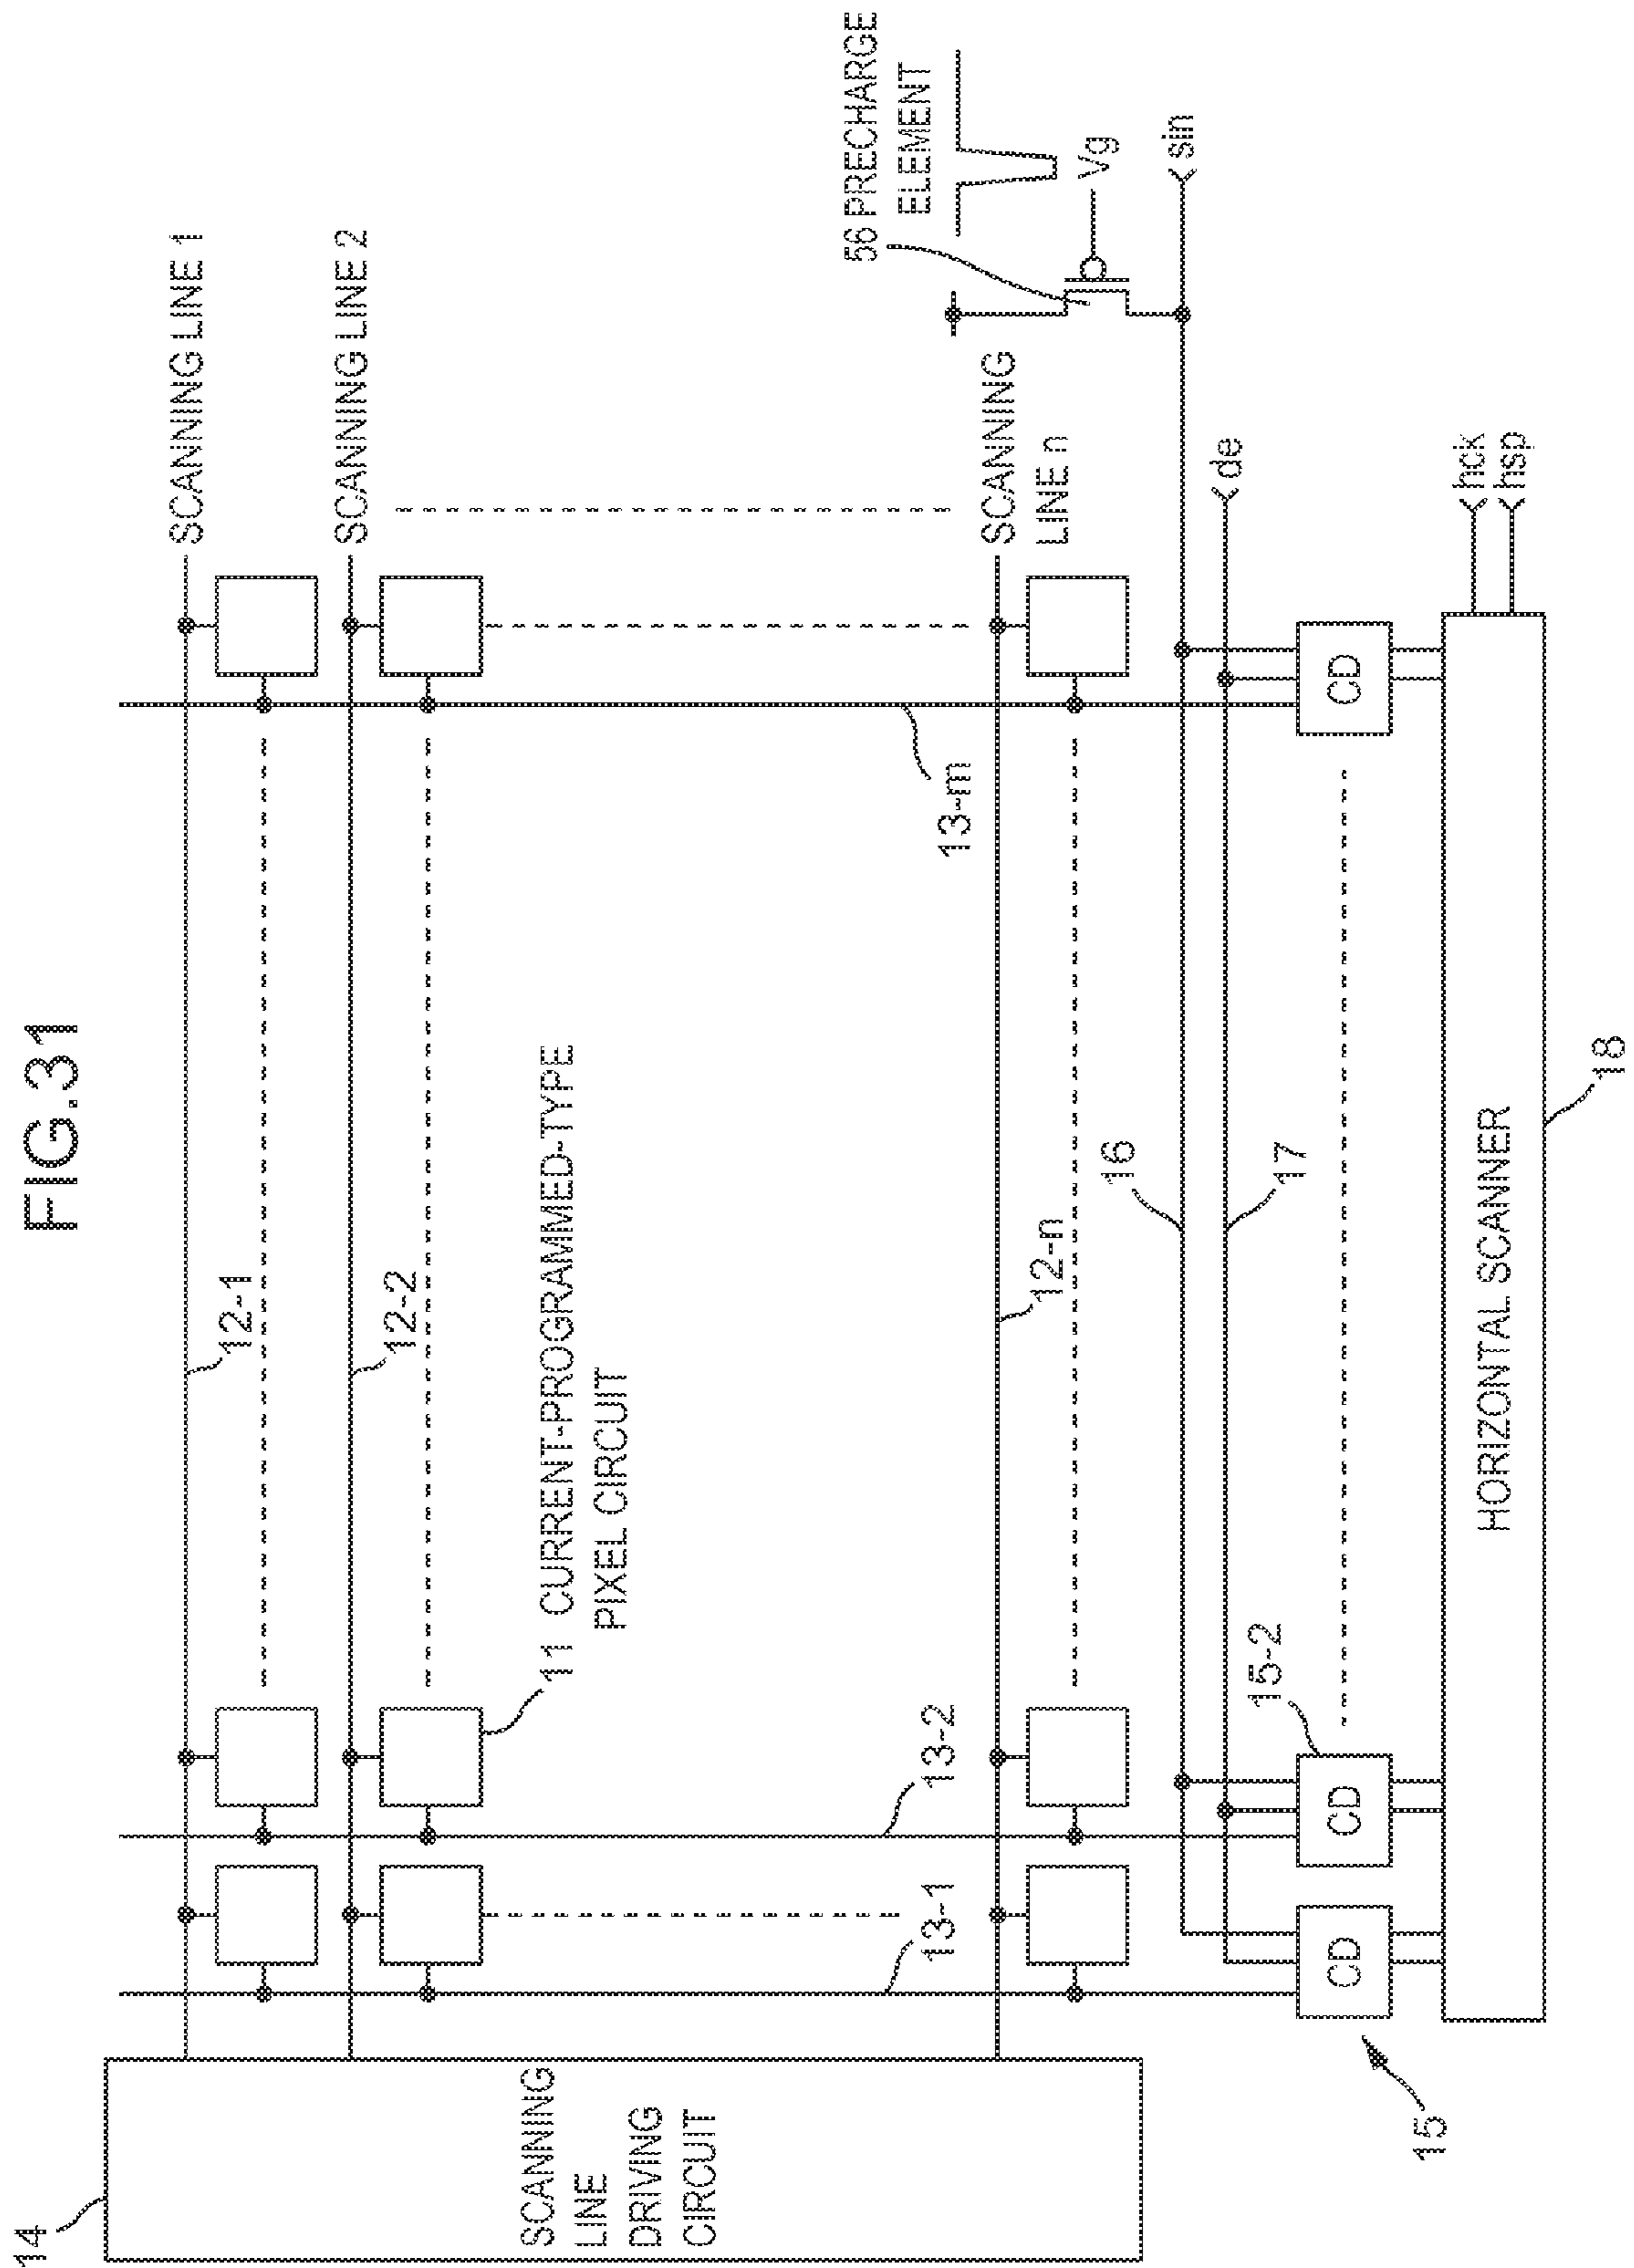 FIG.31
14
SCANNING
LINE
DRIVING
CIRCUIT
12-1
SCANNING LINE 1
12-2
SCANNING LINE 2
11 CURRENT-PROGRAMMED-TYPE
PIXEL CIRCUIT
56 PRECHARGE
ELEMENT
13-1
13-2
13-m
12-n
SCANNING
LINE n
Vg
16
sin
17
de
15-2
CD
CD
CD
15
HORIZONTAL SCANNER
hck
hsp
18